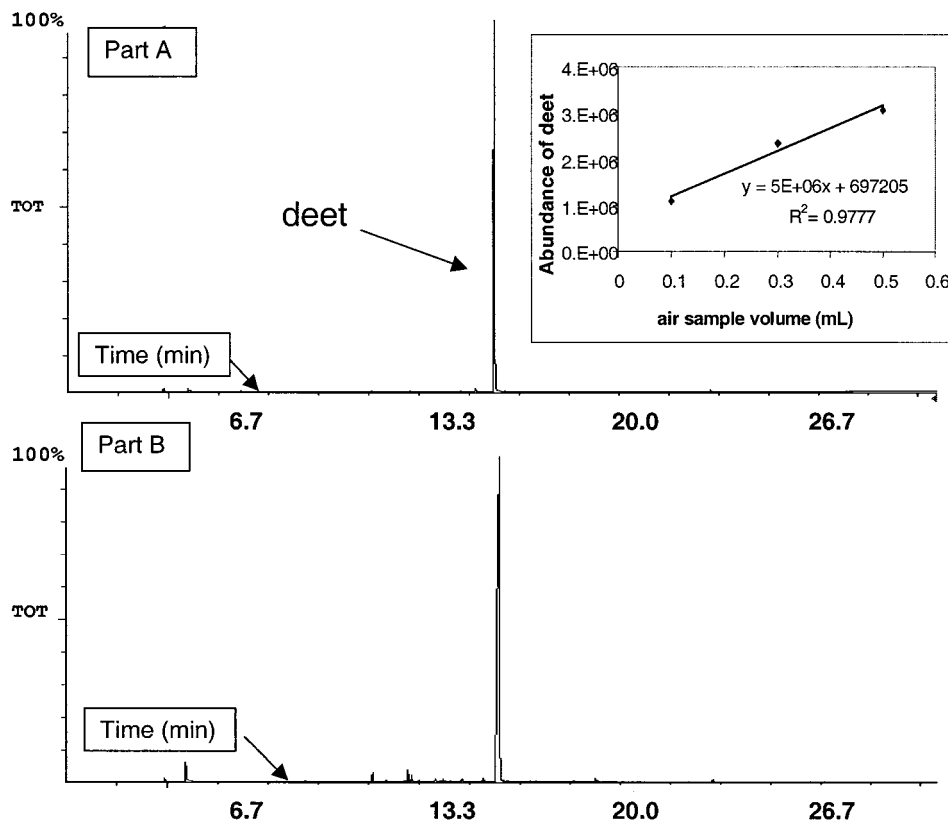 100%
Part A
TOT
deet
Time (min)
6.7 13.3 20.0 26.7
Abundance of deet
4.E+06
3.E+06
2.E+06
1.E+06
0.E+00
y = 5E+06x + 697205
R² = 0.9777
0 0.1 0.2 0.3 0.4 0.5 0.6
air sample volume (mL)
Part B
100%
TOT
Time (min)
6.7 13.3 20.0 26.7